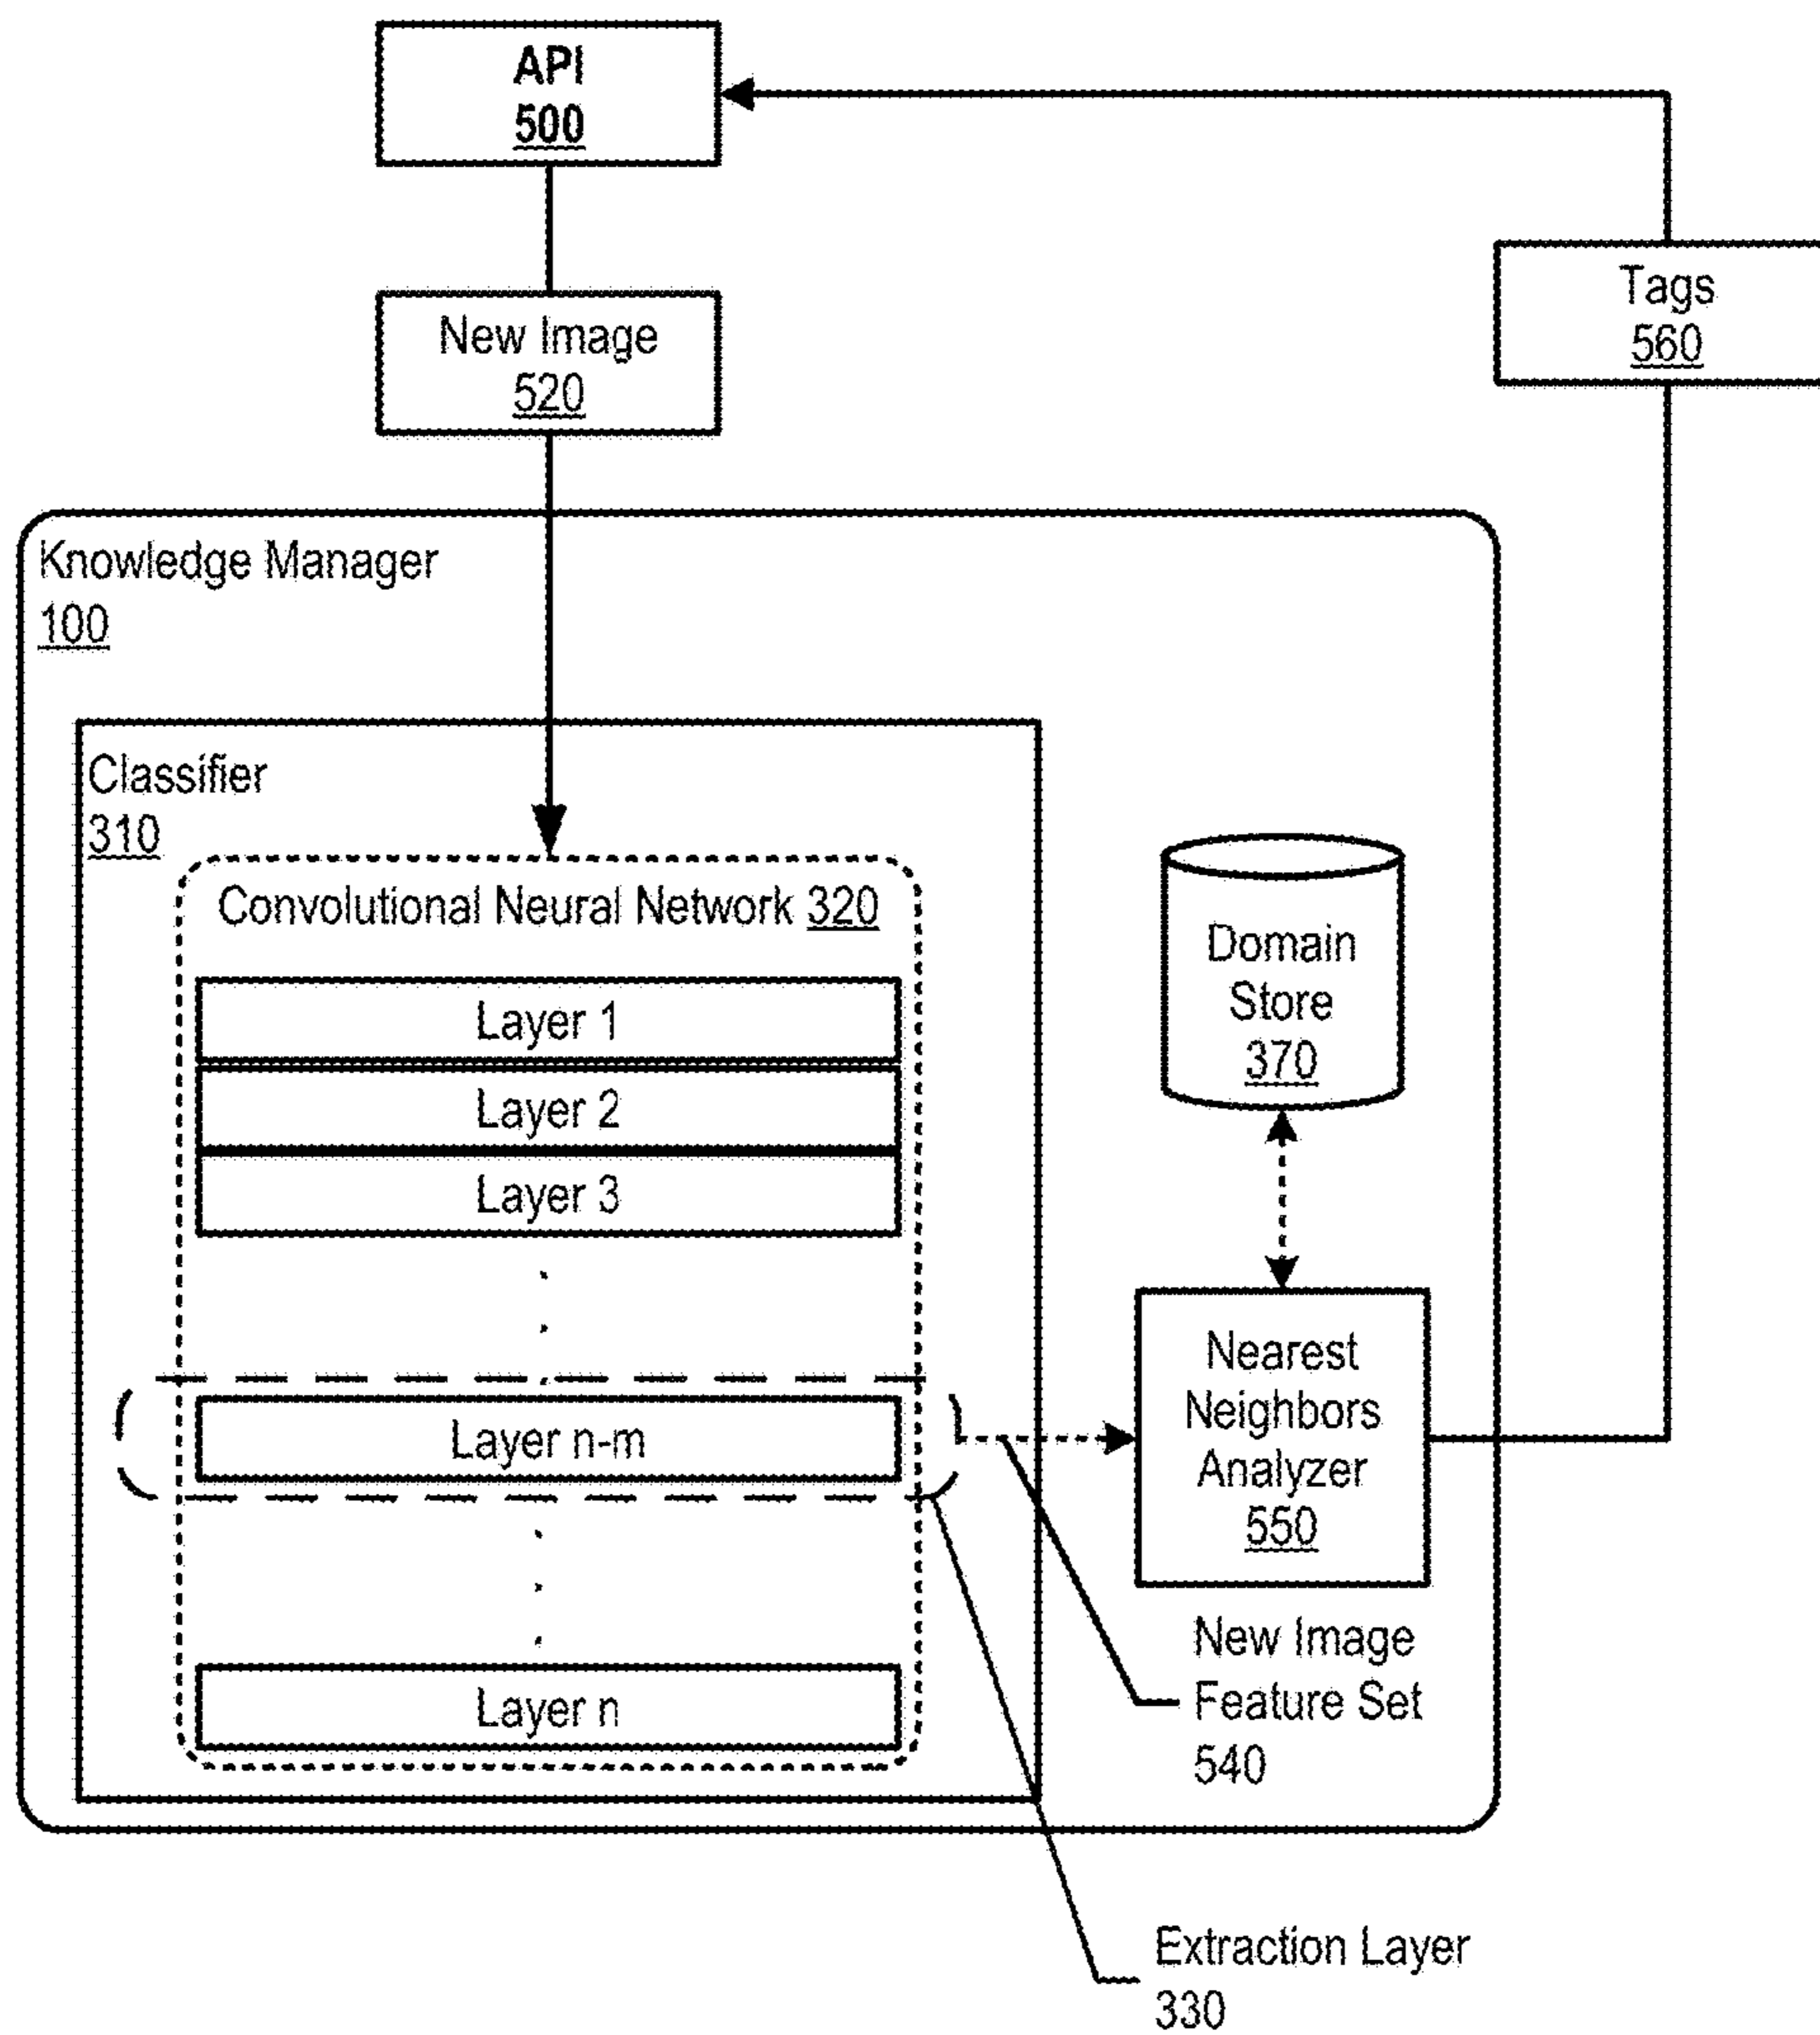 API
500
New Image
520
Tags
560
Knowledge Manager
100
Classifier
310
Convolutional Neural Network 320
Layer 1
Layer 2
Layer 3
Layer n-m
Layer n
Domain
Store
370
Nearest
Neighbors
Analyzer
550
New Image
Feature Set
540
Extraction Layer
330